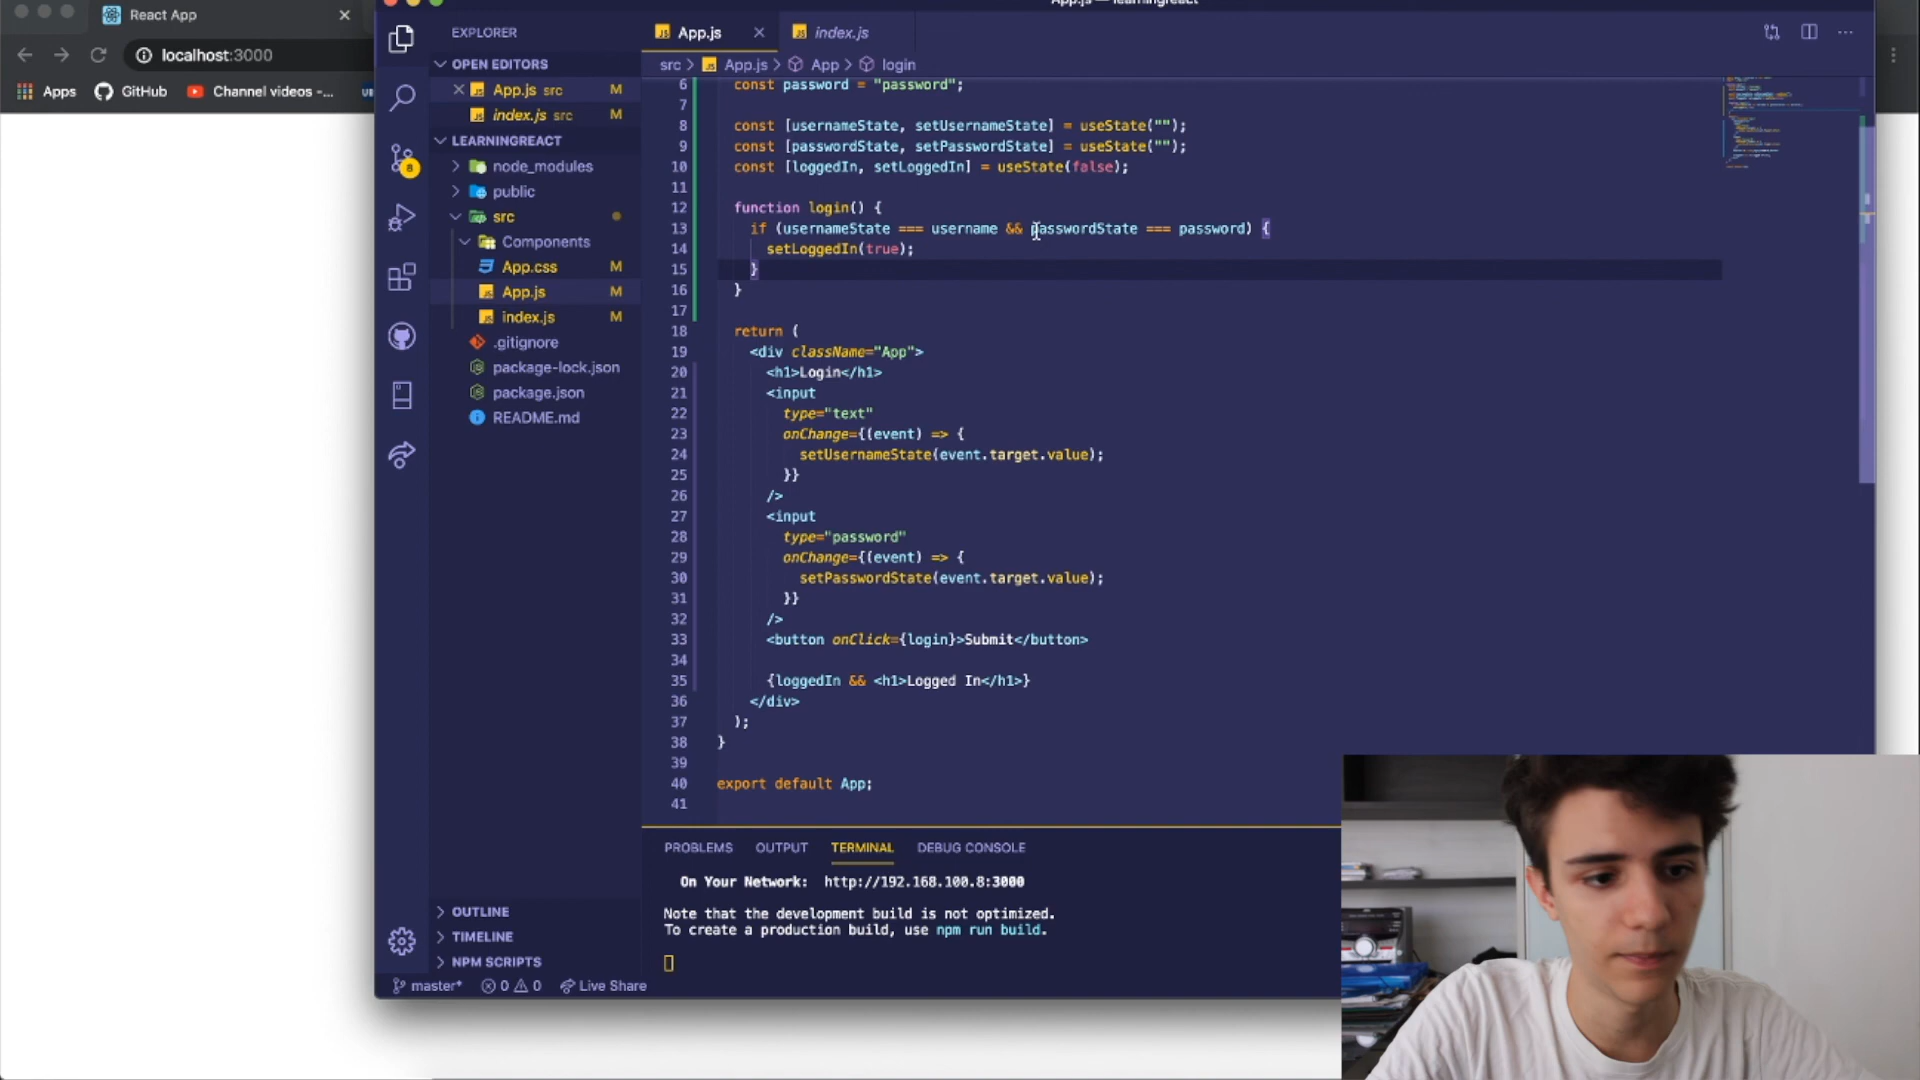 React App
localhost:3000
Apps
GitHub
Channel videos -...
App.js — learningreact
EXPLORER
OPEN EDITORS
App.js src M
index.js src M
LEARNINGREACT
node_modules
public
src
Components
App.css M
App.js M
index.js M
.gitignore
package-lock.json
package.json
README.md
OUTLINE
TIMELINE
NPM SCRIPTS
8
App.js
index.js
src > App.js > App > login
6 const password = "password";
7
8 const [usernameState, setUsernameState] = useState("");
9 const [passwordState, setPasswordState] = useState("");
10 const [loggedIn, setLoggedIn] = useState(false);
11
12 function login() {
13 if (usernameState === username && passwordState === password) {
14 setLoggedIn(true);
15 }
16 }
17
18 return (
19 <div className="App">
20 <h1>Login</h1>
21 <input
22 type="text"
23 onChange={(event) => {
24 setUsernameState(event.target.value);
25 }}
26 />
27 <input
28 type="password"
29 onChange={(event) => {
30 setPasswordState(event.target.value);
31 }}
32 />
33 <button onClick={login}>Submit</button>
34
35 {loggedIn && <h1>Logged In</h1>}
36 </div>
37 );
38 }
39
40 export default App;
41
PROBLEMS OUTPUT TERMINAL DEBUG CONSOLE
On Your Network: http://192.168.100.8:3000
Note that the development build is not optimized.
To create a production build, use npm run build.
master* 0 0 Live Share